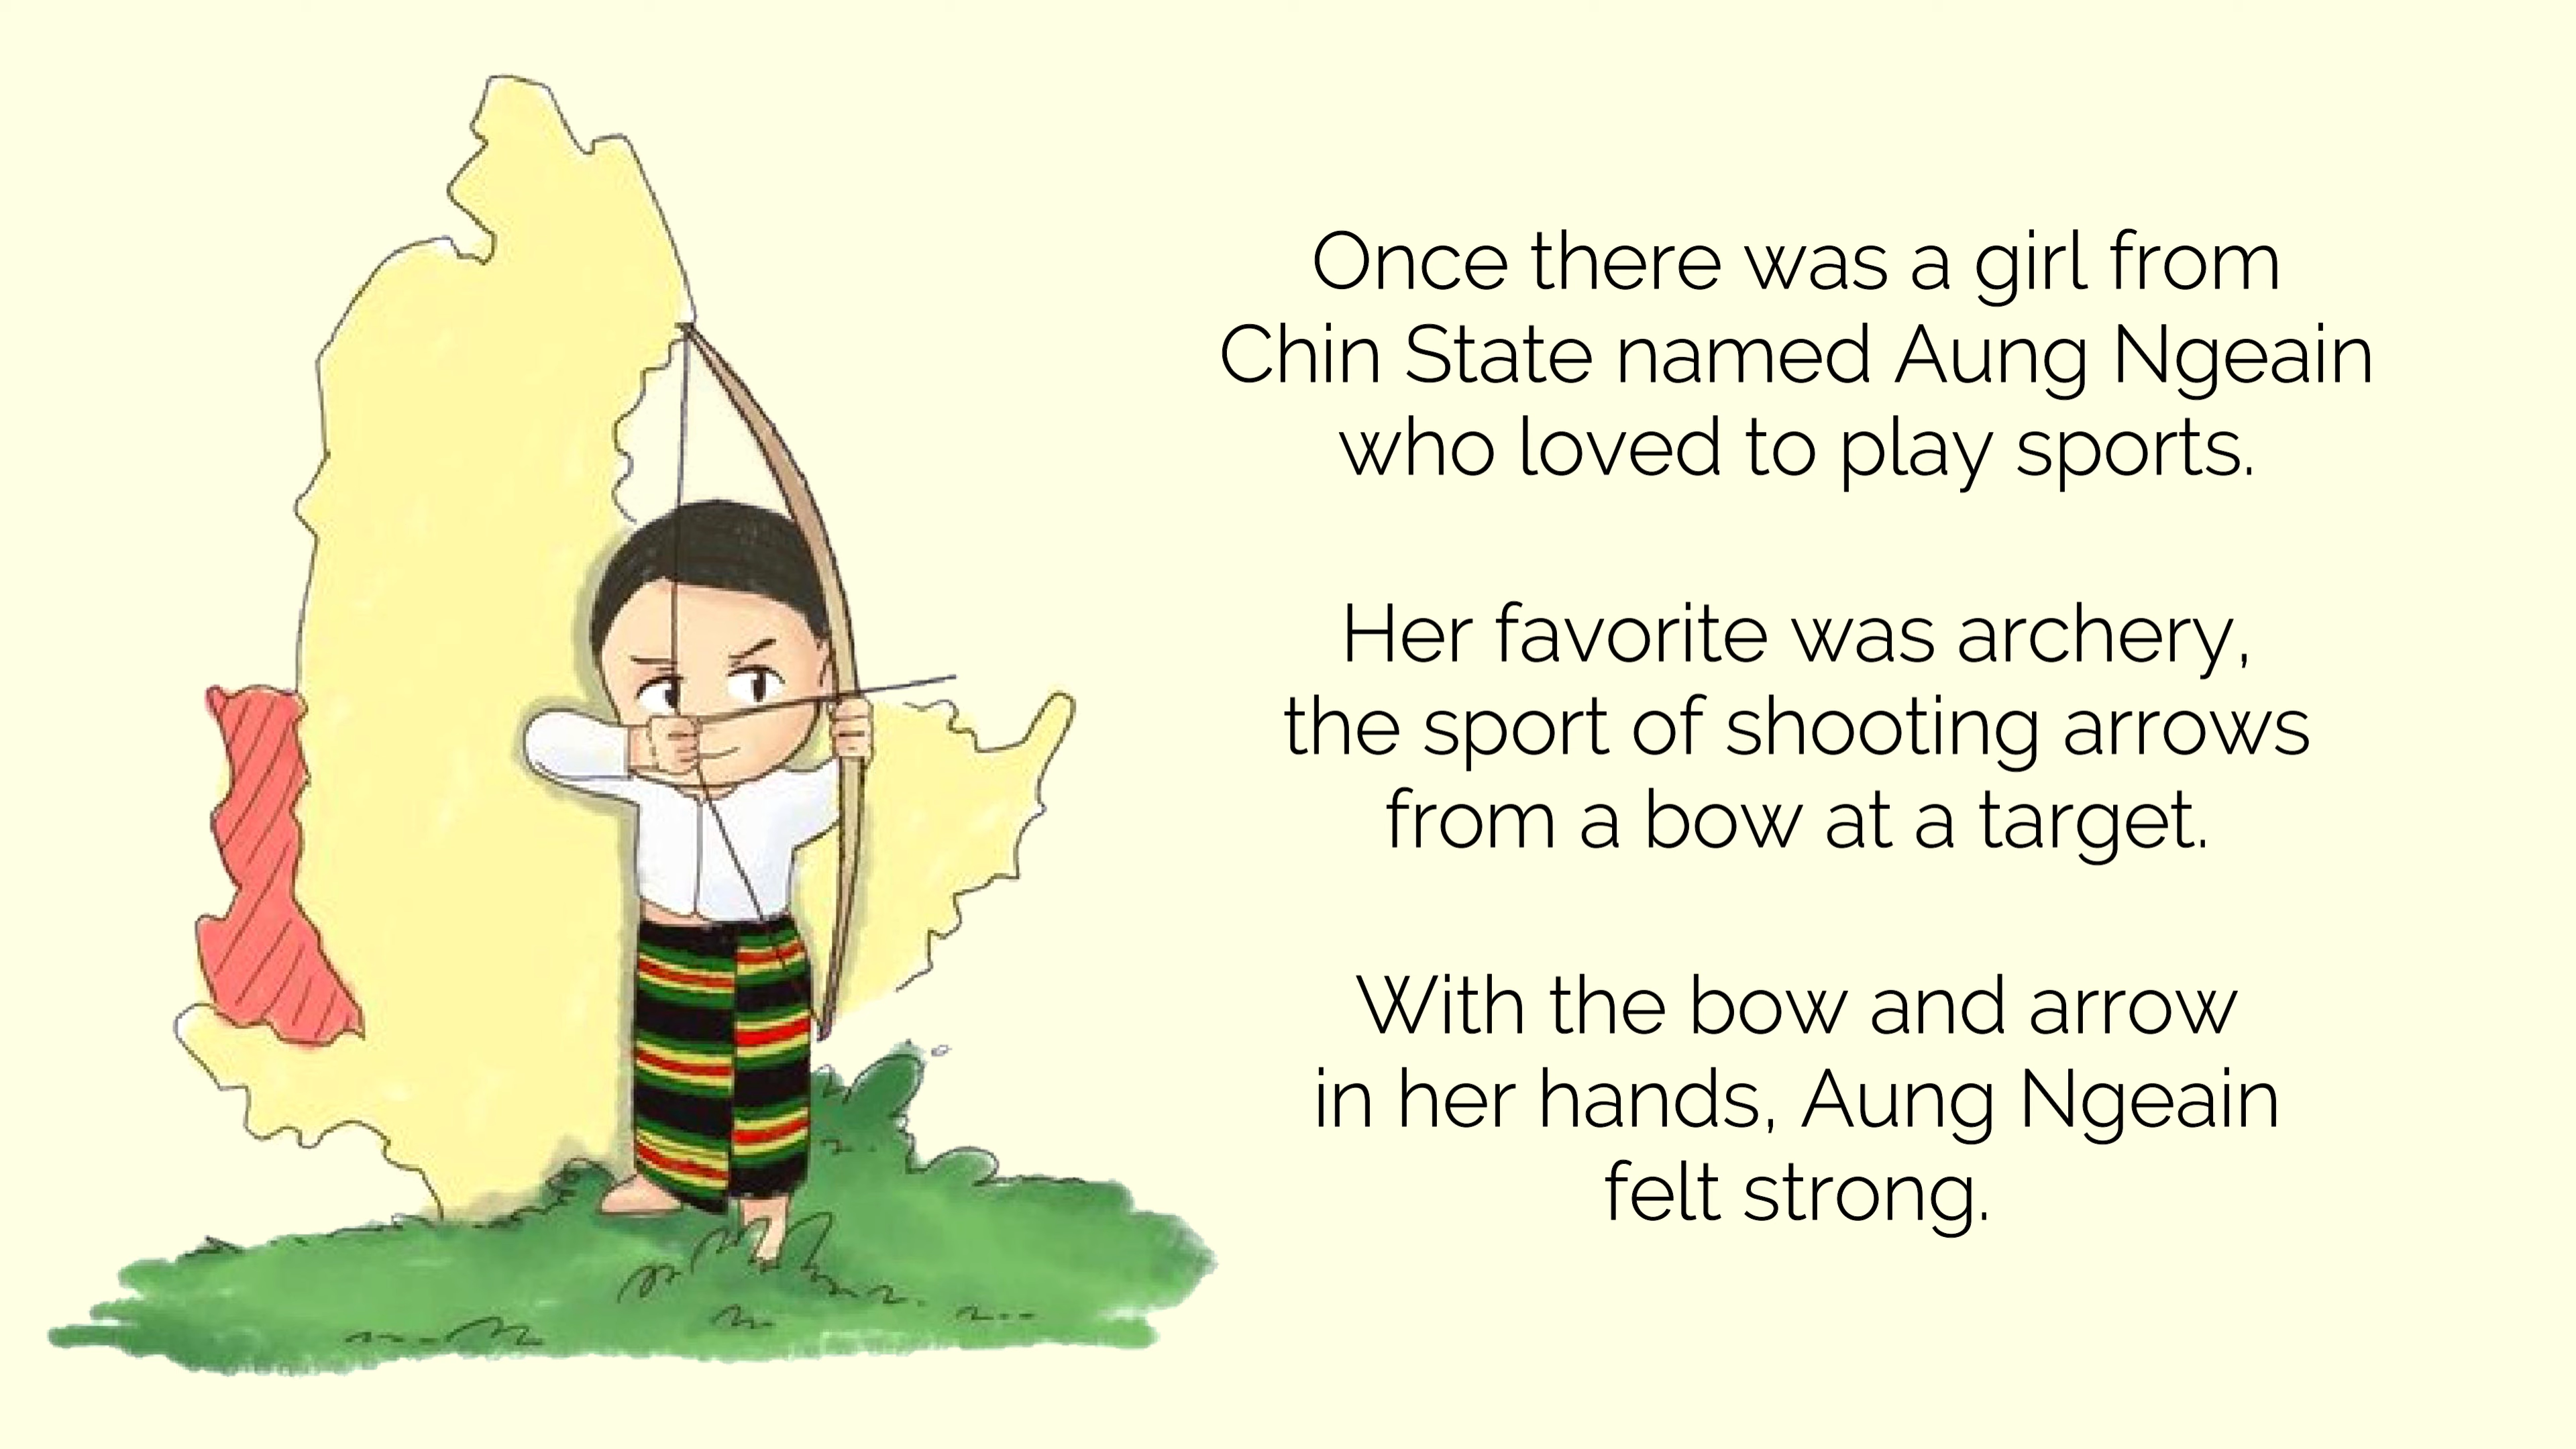 Once there was a girl from
Chin State named Aung Ngeain
who loved to play sports.
Her favorite was archery,
the sport of shooting arrows
from a bow at a target.
With the bow and arrow
in her hands, Aung Ngeain
felt strong.